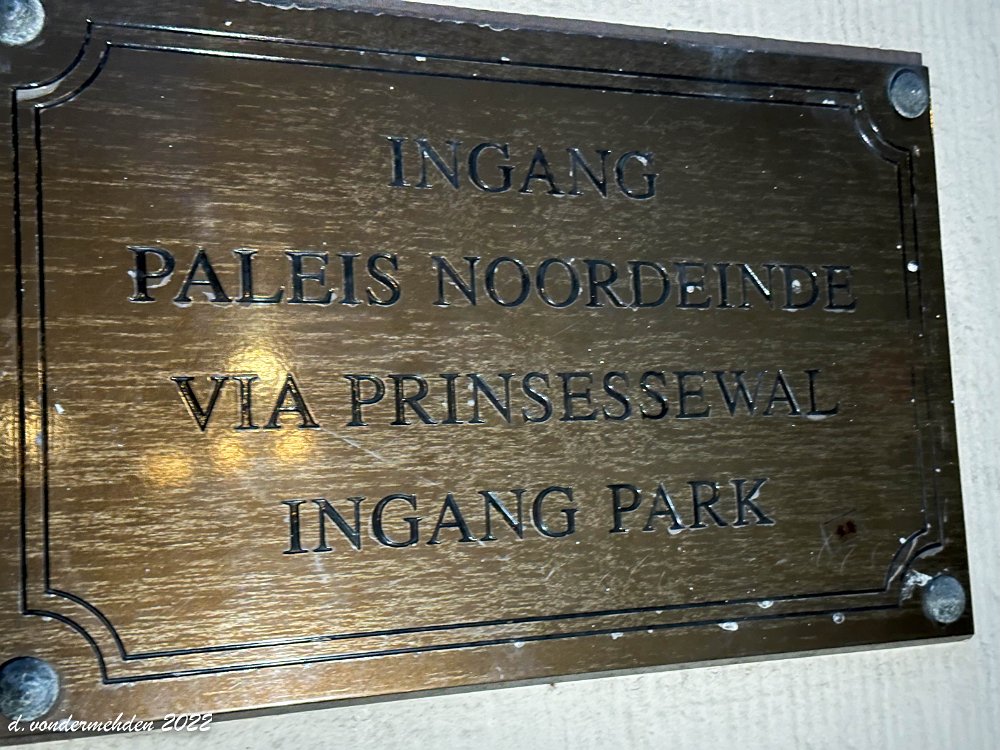 INGANG
PALEIS NOORDEINDE
VIA PRINSESSEWAL
INGANG PARK
d. vondermehden 2022